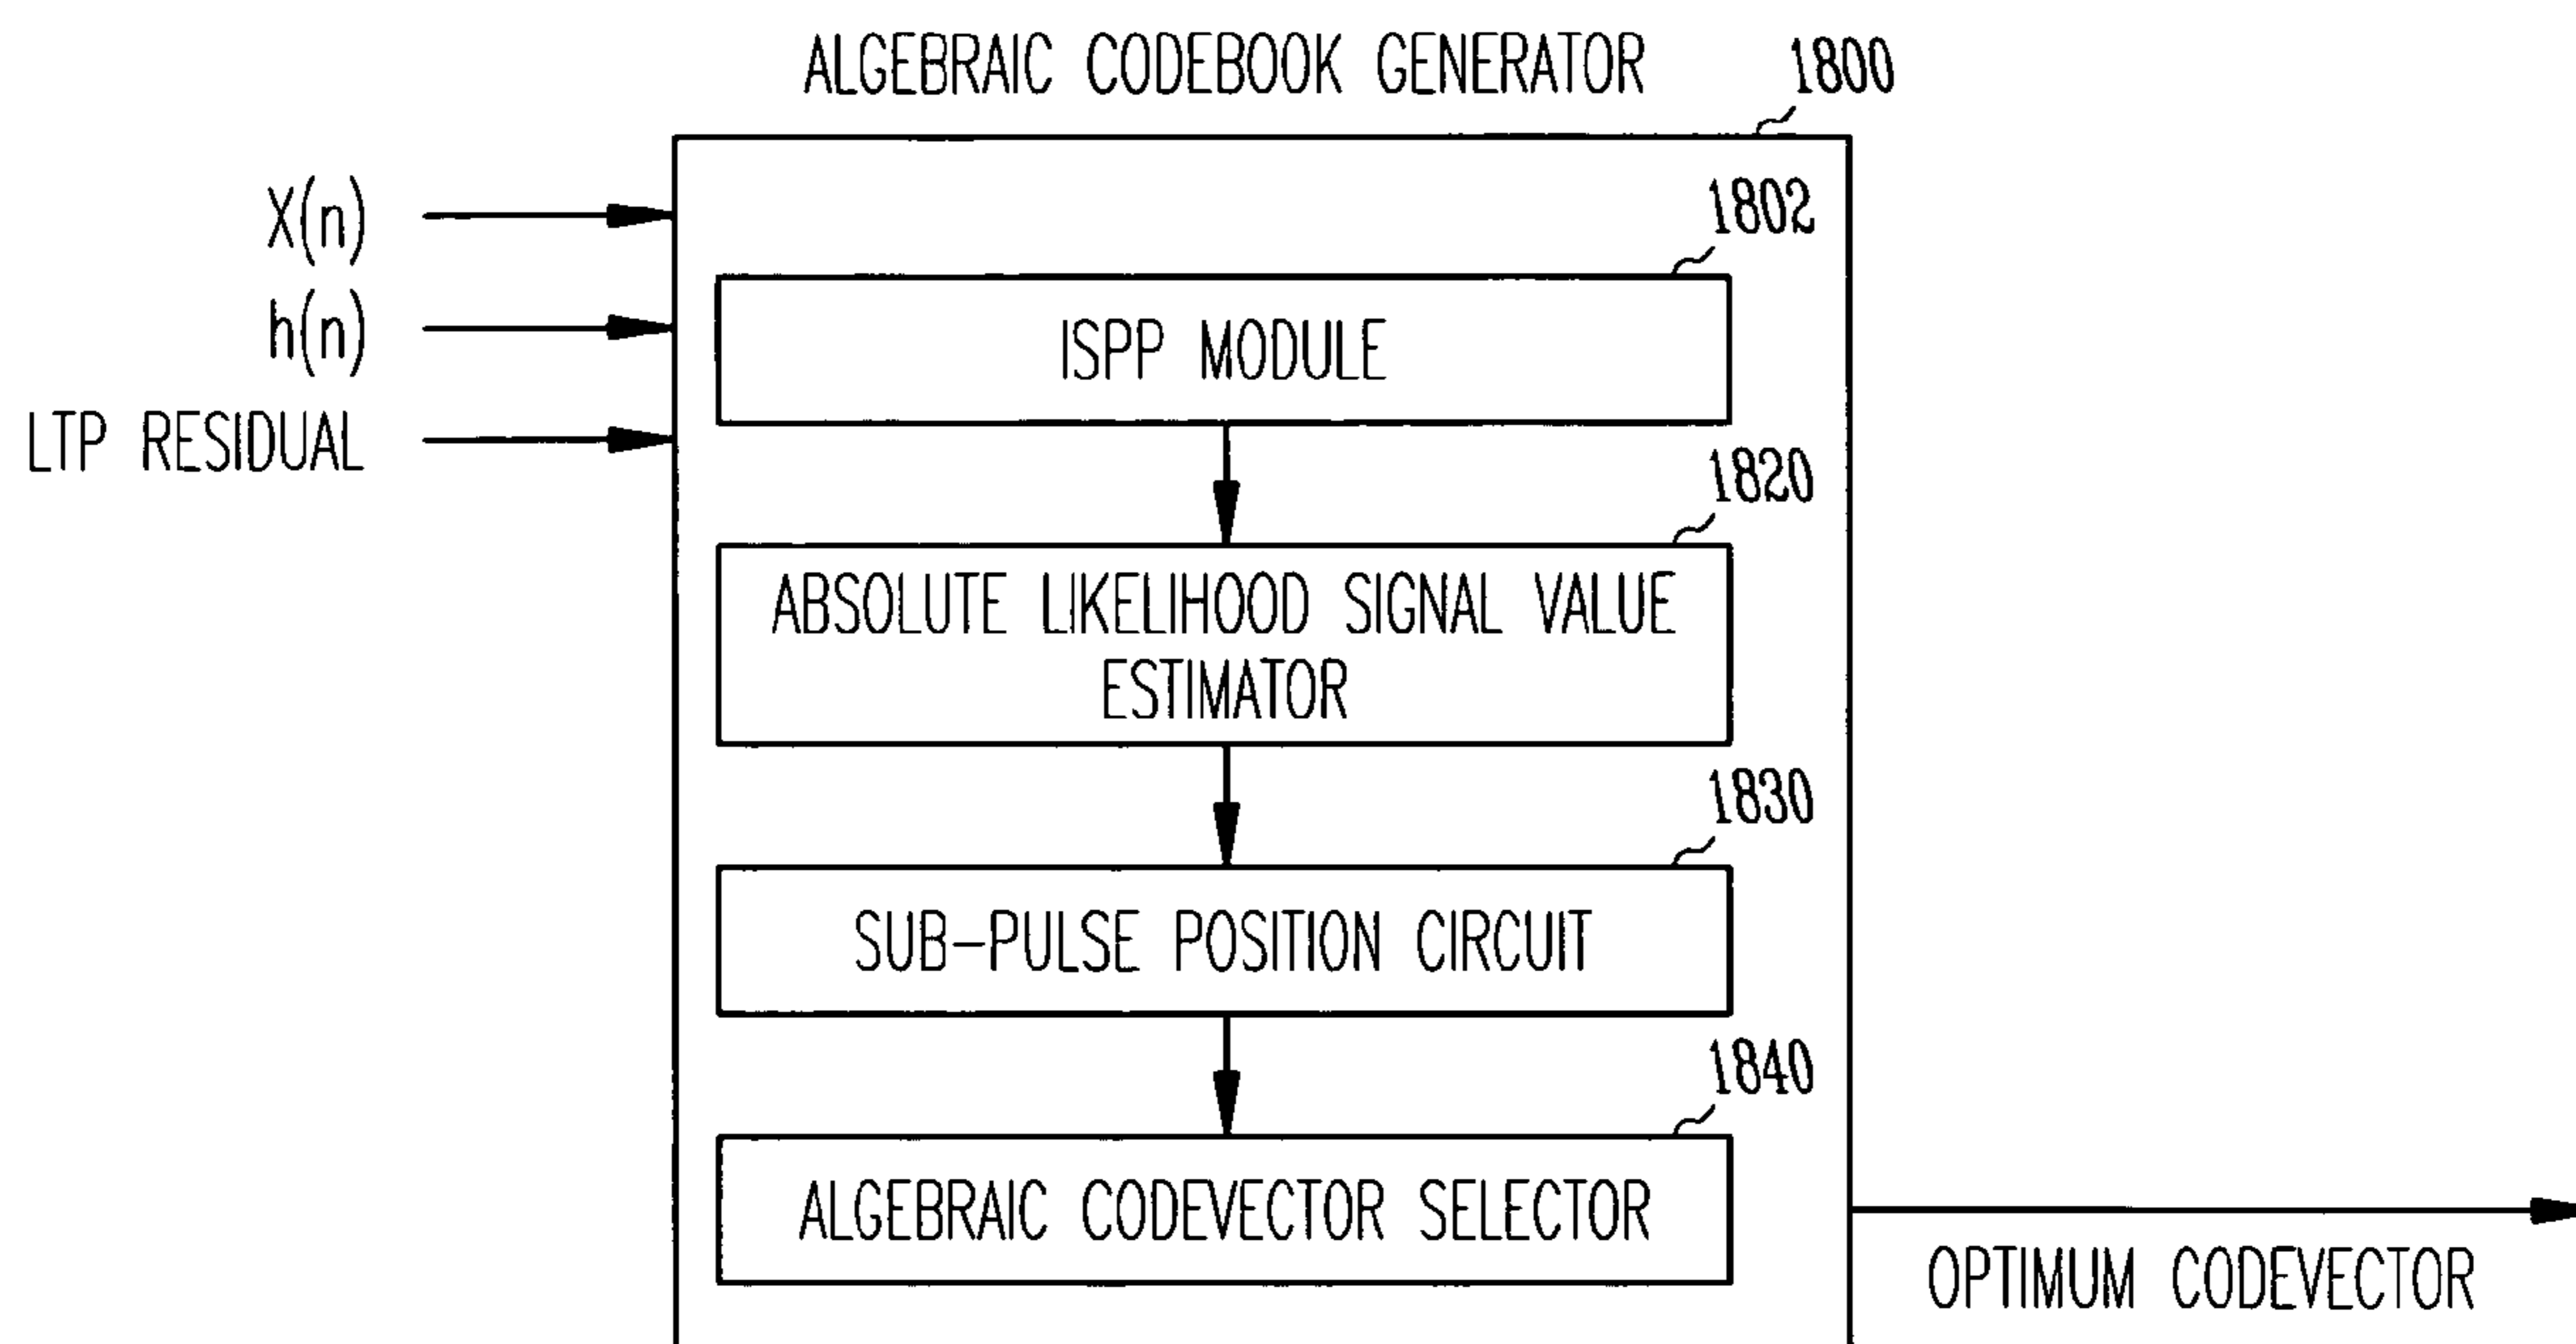 ALGEBRAIC CODEBOOK GENERATOR
1800
X(n)
1802
h(n)
ISPP MODULE
LTP RESIDUAL
1820
ABSOLUTE LIKELIHOOD SIGNAL VALUE
ESTIMATOR
1830
SUB-PULSE POSITION CIRCUIT
1840
ALGEBRAIC CODEVECTOR SELECTOR
OPTIMUM CODEVECTOR